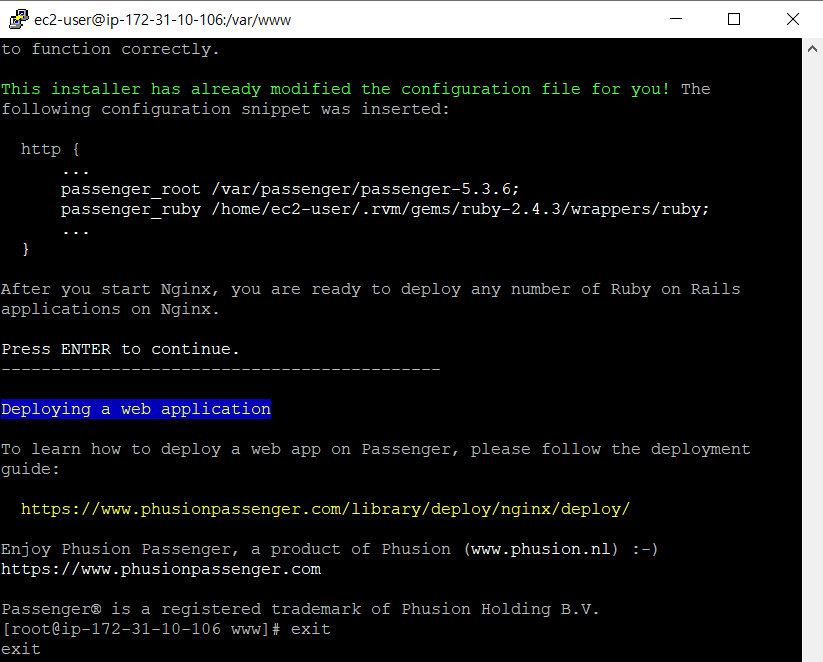 ec2-user@ip-172-31-10-106:/var/www
to function correctly.
This installer has already modified the configuration file for you! The
following configuration snippet was inserted:
http {
...
passenger_root /var/passenger/passenger-5.3.6;
passenger_ruby /home/ec2-user/.rvm/gems/ruby-2.4.3/wrappers/ruby;
...
}
After you start Nginx, you are ready to deploy any number of Ruby on Rails
applications on Nginx.
Press ENTER to continue.
--------------------------------------------
Deploying a web application
To learn how to deploy a web app on Passenger, please follow the deployment
guide:
https://www.phusionpassenger.com/library/deploy/nginx/deploy/
Enjoy Phusion Passenger, a product of Phusion (www.phusion.nl) :-)
https://www.phusionpassenger.com
Passenger® is a registered trademark of Phusion Holding B.V.
[root@ip-172-31-10-106 www]# exit
exit